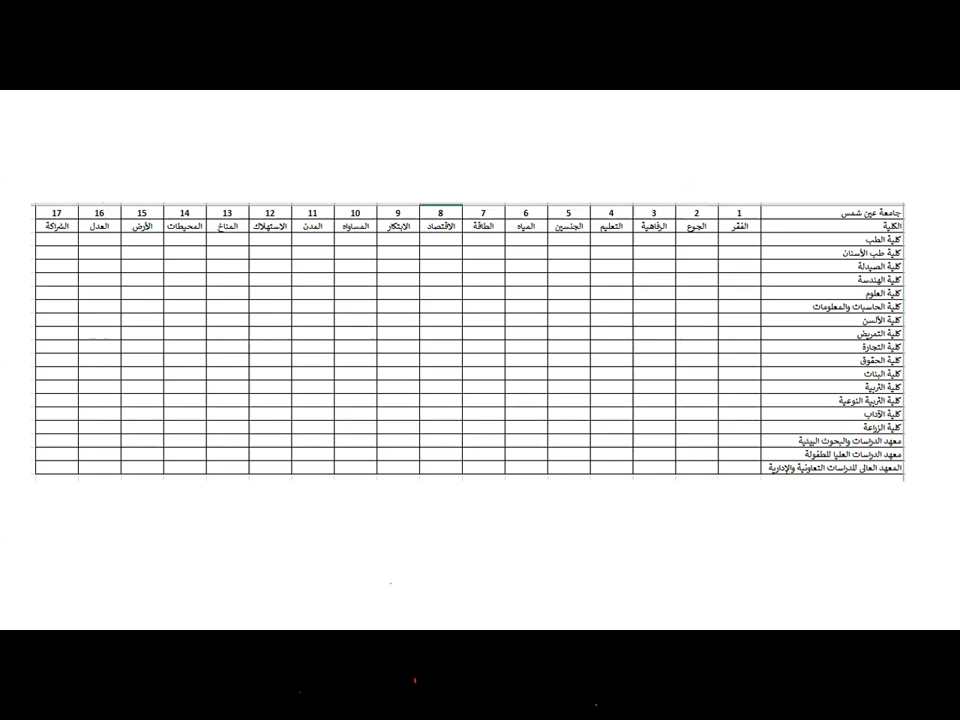 جامعة عين شمس 1 2 3 4 5 6 7 8 9 10 11 12 13 14 15 16 17
الكلية الفقر الجوع الرفاهية التعليم الجنسين المياه الطاقة الاقتصاد الابتكار المساواه المدن الاستهلاك المناخ المحيطات الأرض العدل الشراكة
كلية الطب
كلية طب الأسنان
كلية الصيدلة
كلية الهندسة
كلية العلوم
كلية الحاسبات والمعلومات
كلية الألسن
كلية التمريض
كلية التجارة
كلية الحقوق
كلية البنات
كلية التربية
كلية التربية النوعية
كلية الآداب
كلية الزراعة
معهد الدراسات والبحوث البيئية
معهد الدراسات العليا للطفولة
المعهد العالى للدراسات التعاونية والإدارية